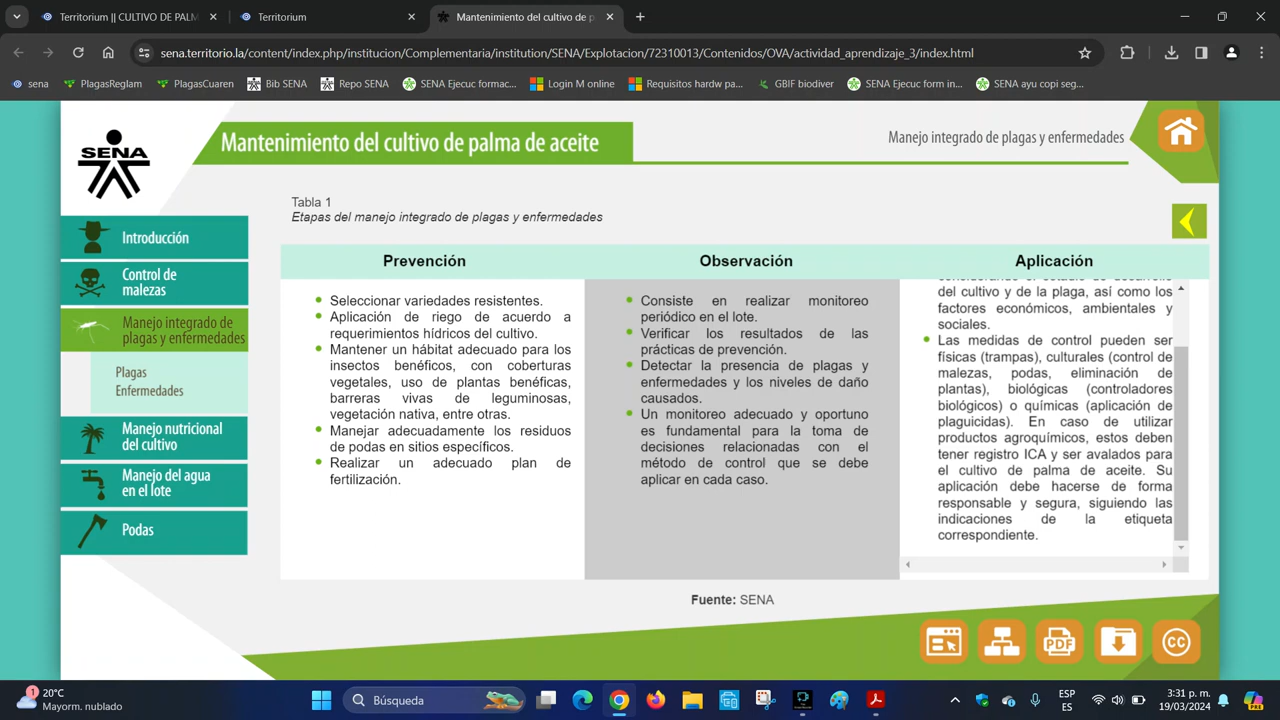 Territorium || CULTIVO DE PALM
Territorium
Mantenimiento del cultivo de p
sena.territorio.la/content/index.php/institucion/Complementaria/institution/SENA/Explotacion/72310013/Contenidos/OVA/actividad_aprendizaje_3/index.html
sena
PlagasReglam
PlagasCuaren
Bib SENA
Repo SENA
SENA Ejecuc formac...
Login M online
Requisitos hardw pa...
GBIF biodiver
SENA Ejecuc form in...
SENA ayu copi seg...
SENA
Mantenimiento del cultivo de palma de aceite
Manejo integrado de plagas y enfermedades
Introducción
Control de
malezas
Manejo integrado de
plagas y enfermedades
Plagas
Enfermedades
Manejo nutricional
del cultivo
Manejo del agua
en el lote
Podas
Tabla 1
Etapas del manejo integrado de plagas y enfermedades
Prevención
• Seleccionar variedades resistentes.
• Aplicación de riego de acuerdo a
requerimientos hídricos del cultivo.
• Mantener un hábitat adecuado para los
insectos benéficos, con coberturas
vegetales, uso de plantas benéficas,
barreras vivas de leguminosas,
vegetación nativa, entre otras.
• Manejar adecuadamente los residuos
de podas en sitios específicos.
• Realizar un adecuado plan de
fertilización.
Observación
• Consiste en realizar monitoreo
periódico en el lote.
• Verificar los resultados de las
prácticas de prevención.
• Detectar la presencia de plagas y
enfermedades y los niveles de daño
causados.
• Un monitoreo adecuado y oportuno
es fundamental para la toma de
decisiones relacionadas con el
método de control que se debe
aplicar en cada caso.
Aplicación
considerando el estadio de desarrollo
del cultivo y de la plaga, así como los
factores económicos, ambientales y
sociales.
• Las medidas de control pueden ser
físicas (trampas), culturales (control de
malezas, podas, eliminación de
plantas), biológicas (controladores
biológicos) o químicas (aplicación de
plaguicidas). En caso de utilizar
productos agroquímicos, estos deben
tener registro ICA y ser avalados para
el cultivo de palma de aceite. Su
aplicación debe hacerse de forma
responsable y segura, siguiendo las
indicaciones de la etiqueta
correspondiente.
Fuente: SENA
PDF
CC
1
20°C
Mayorm. nublado
Búsqueda
ESP
ES
3:31 p. m.
19/03/2024